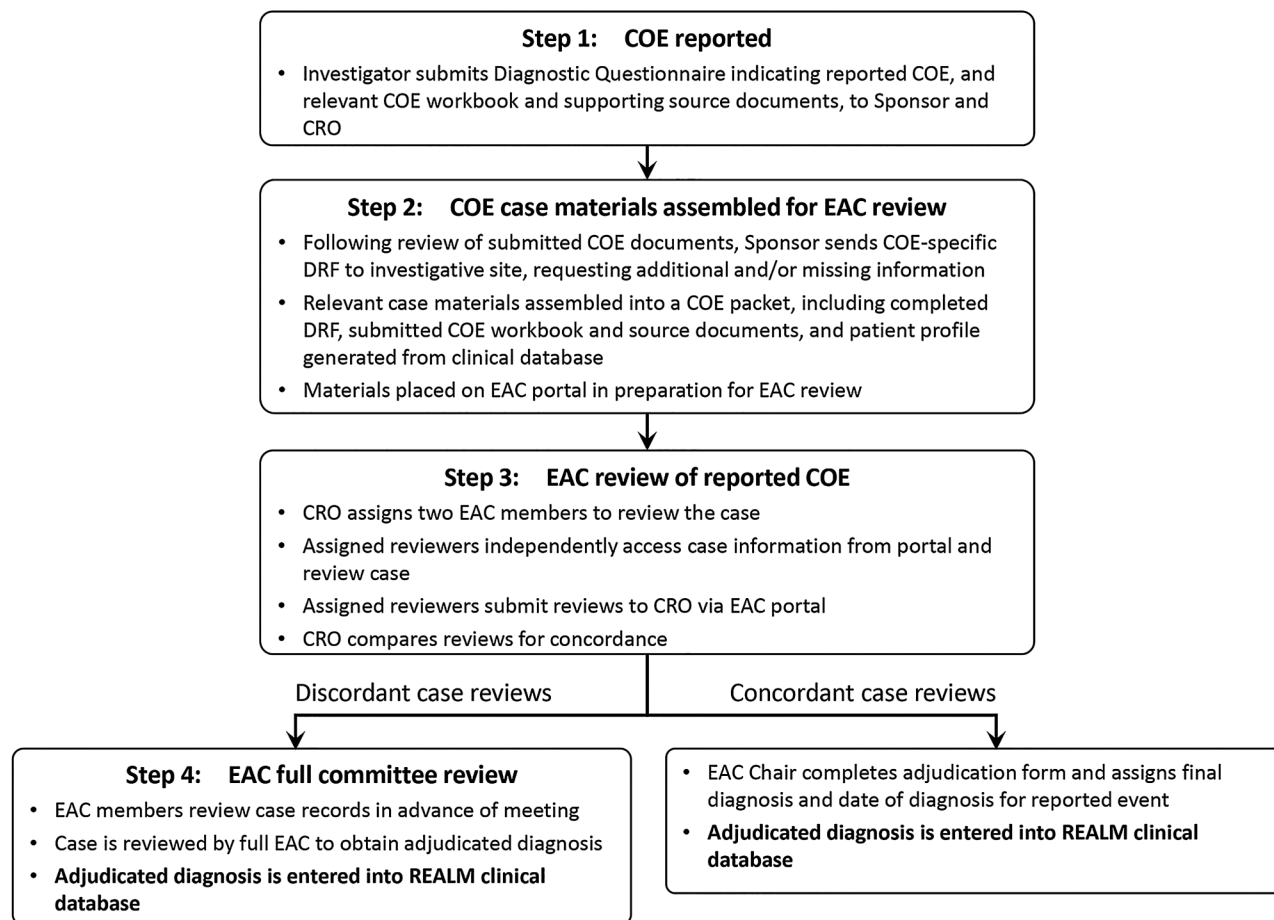 Step 1: COE reported
• Investigator submits Diagnostic Questionnaire indicating reported COE, and
relevant COE workbook and supporting source documents, to Sponsor and
CRO
Step 2: COE case materials assembled for EAC review
• Following review of submitted COE documents, Sponsor sends COE-specific
DRF to investigative site, requesting additional and/or missing information
• Relevant case materials assembled into a COE packet, including completed
DRF, submitted COE workbook and source documents, and patient profile
generated from clinical database
• Materials placed on EAC portal in preparation for EAC review
Step 3: EAC review of reported COE
• CRO assigns two EAC members to review the case
• Assigned reviewers independently access case information from portal and
review case
• Assigned reviewers submit reviews to CRO via EAC portal
• CRO compares reviews for concordance
Discordant case reviews
Concordant case reviews
Step 4: EAC full committee review
• EAC members review case records in advance of meeting
• Case is reviewed by full EAC to obtain adjudicated diagnosis
• Adjudicated diagnosis is entered into REALM clinical
database
• EAC Chair completes adjudication form and assigns final
diagnosis and date of diagnosis for reported event
• Adjudicated diagnosis is entered into REALM clinical
database